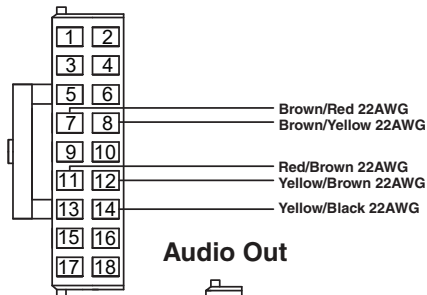 1 2
3 4
5 6
7 8
9 10
11 12
13 14
15 16
17 18
Brown/Red 22AWG
Brown/Yellow 22AWG
Red/Brown 22AWG
Yellow/Brown 22AWG
Yellow/Black 22AWG
Audio Out